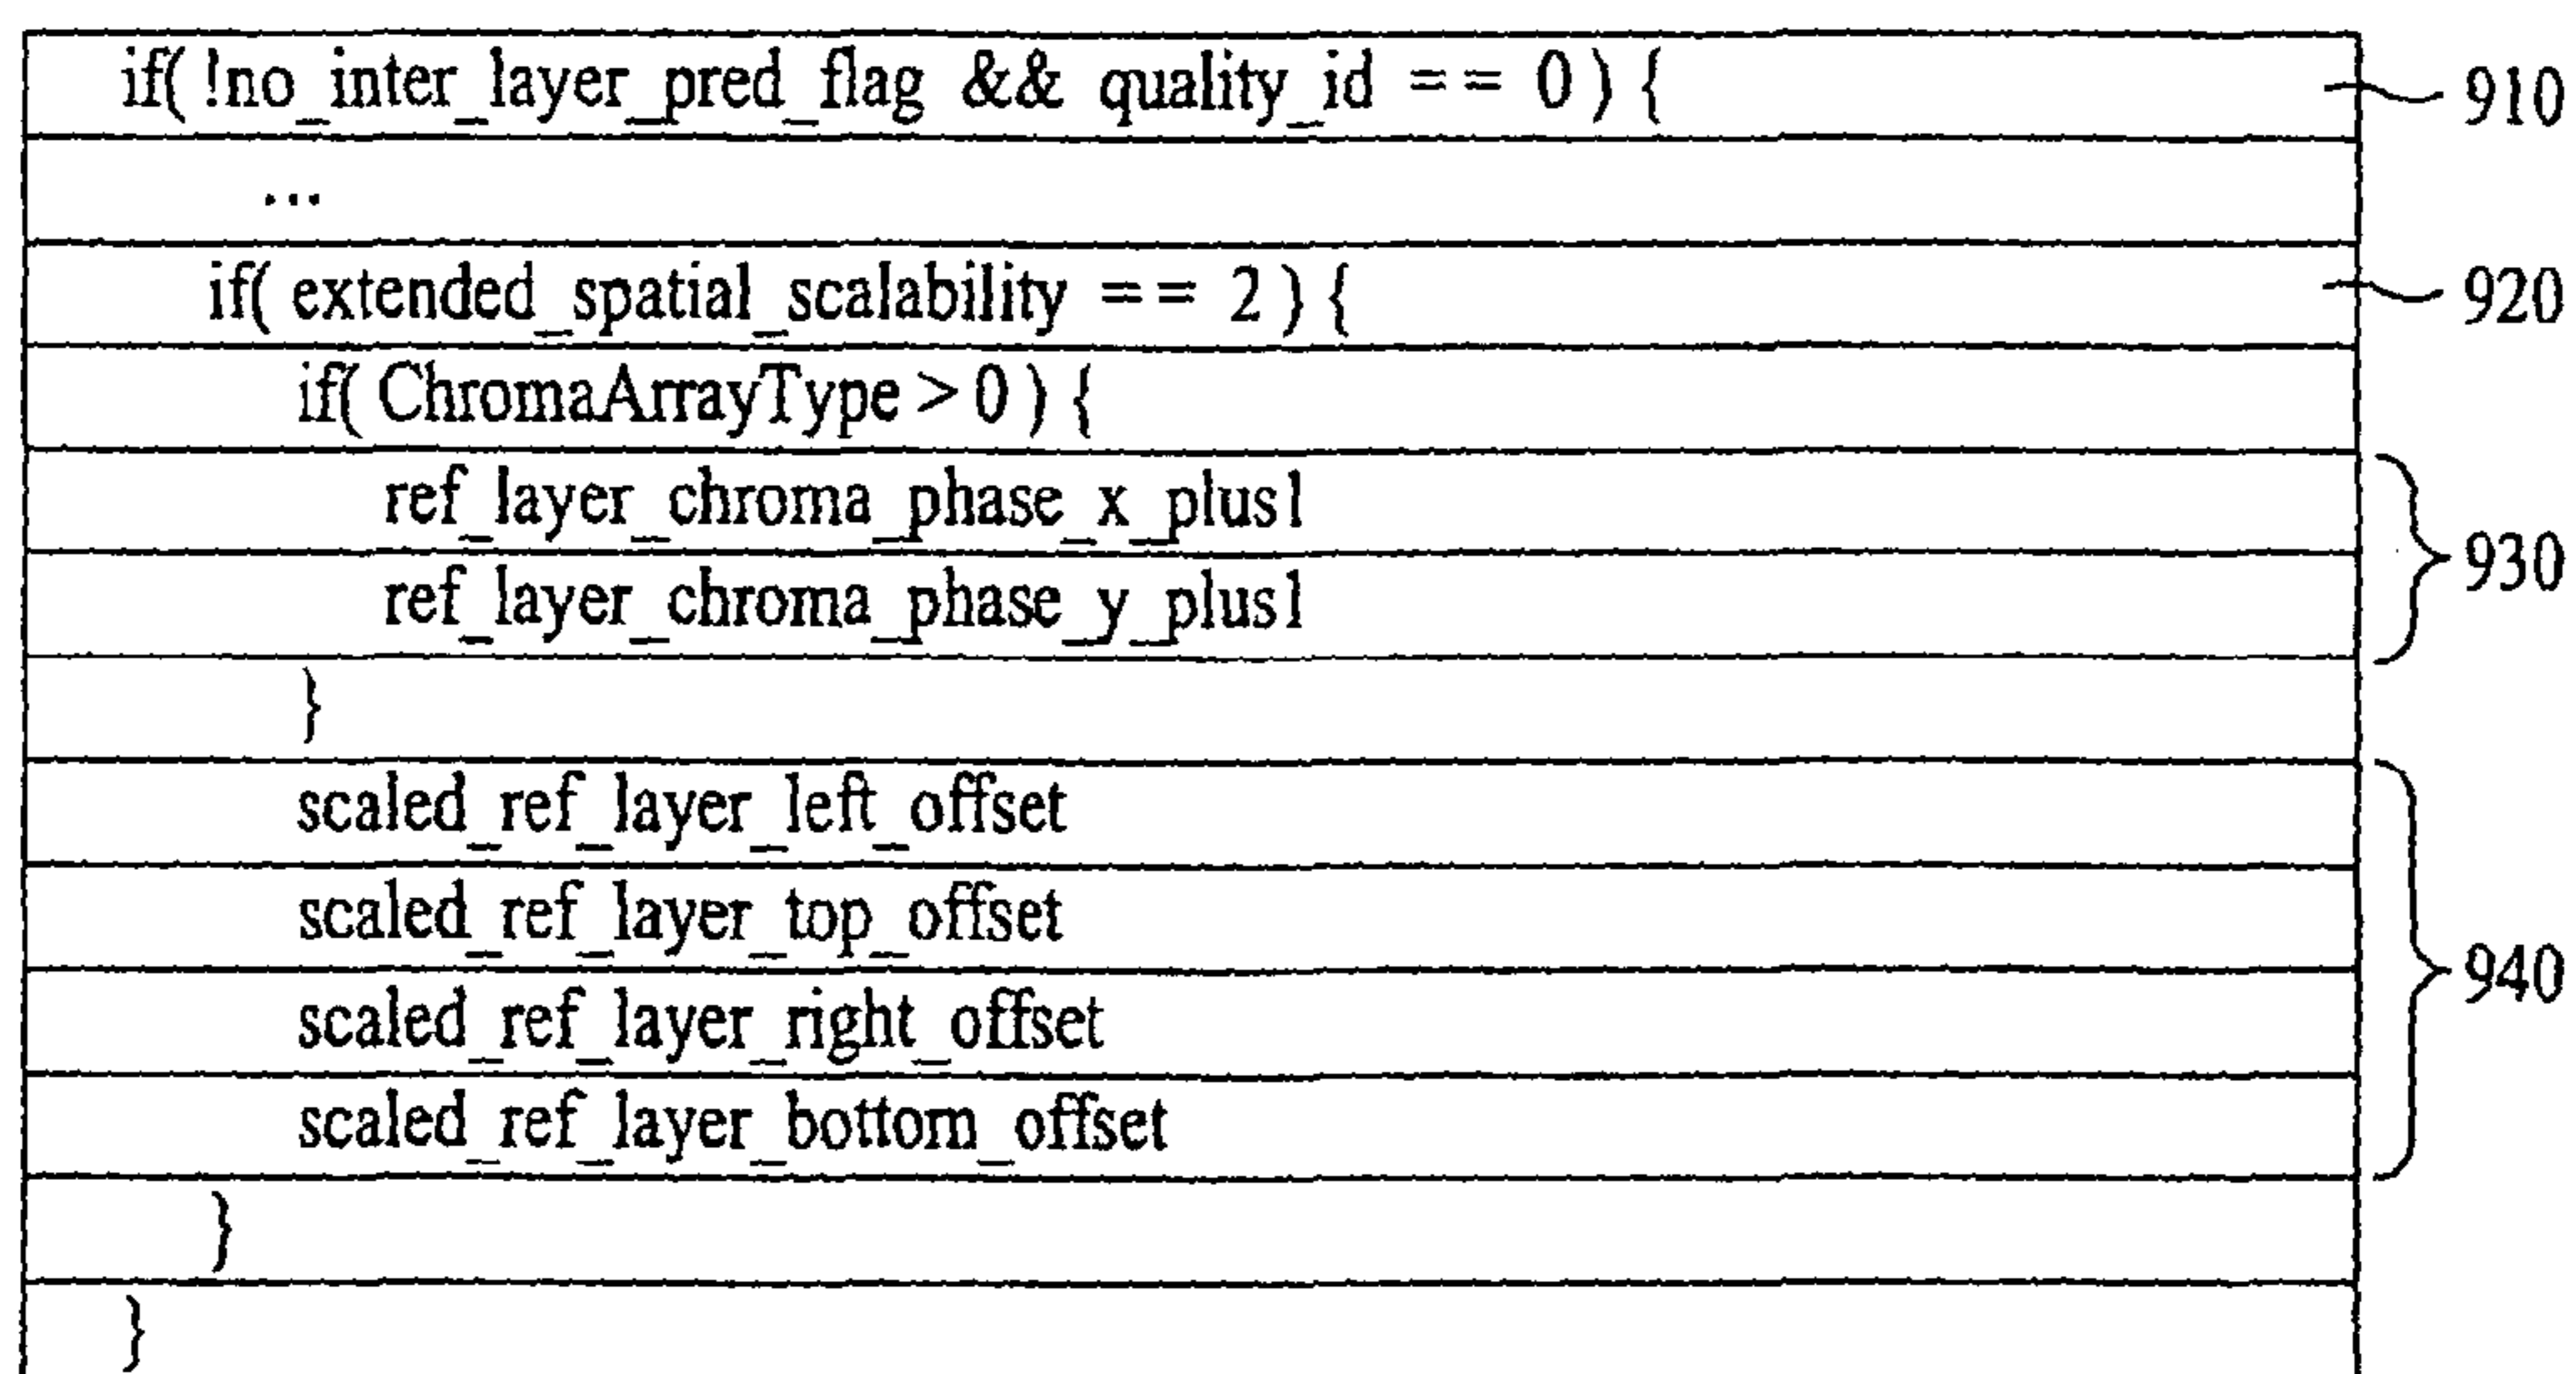 if( !no_inter_layer_pred_flag && quality_id == 0 ) { 910
...
if( extended_spatial_scalability == 2 ) { 920
if( ChromaArrayType > 0 ) {
ref_layer_chroma_phase_x_plus1
930
ref_layer_chroma_phase_y_plus1
}
scaled_ref_layer_left_offset
scaled_ref_layer_top_offset
940
scaled_ref_layer_right_offset
scaled_ref_layer_bottom_offset
}
}